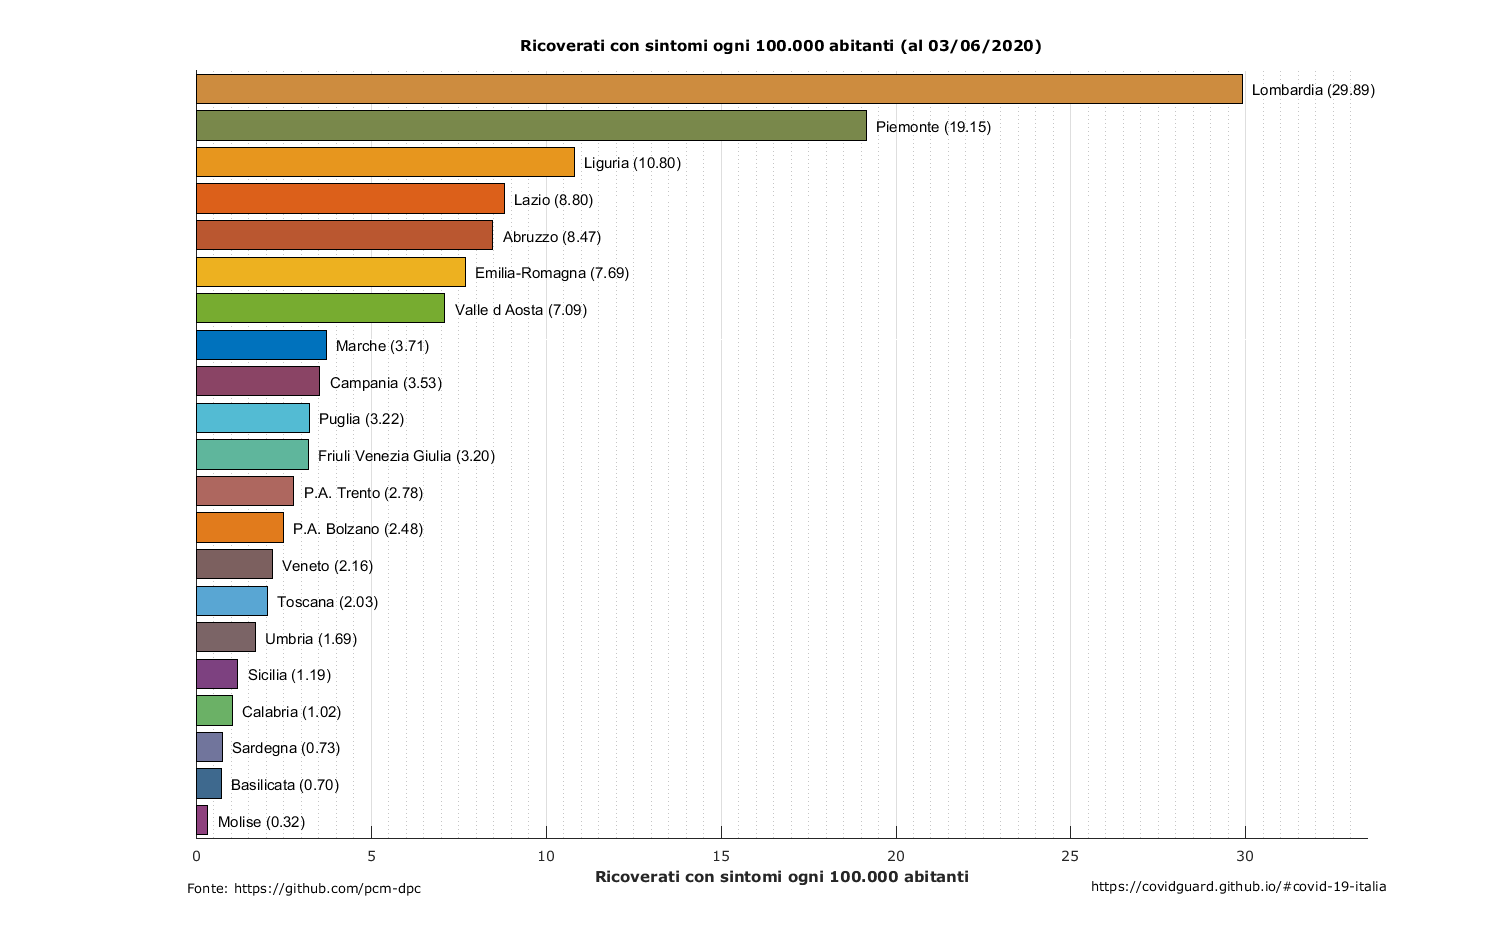 Ricoverati con sintomi ogni 100.000 abitanti (al 03/06/2020)
Lombardia (29.89)
Piemonte (19.15)
Liguria (10.80)
Lazio (8.80)
Abruzzo (8.47)
Emilia-Romagna (7.69)
Valle d Aosta (7.09)
Marche (3.71)
Campania (3.53)
Puglia (3.22)
Friuli Venezia Giulia (3.20)
P.A. Trento (2.78)
P.A. Bolzano (2.48)
Veneto (2.16)
Toscana (2.03)
Umbria (1.69)
Sicilia (1.19)
Calabria (1.02)
Sardegna (0.73)
Basilicata (0.70)
Molise (0.32)
0 5 10 15 20 25 30
Ricoverati con sintomi ogni 100.000 abitanti
Fonte: https://github.com/pcm-dpc
https://covidguard.github.io/#covid-19-italia